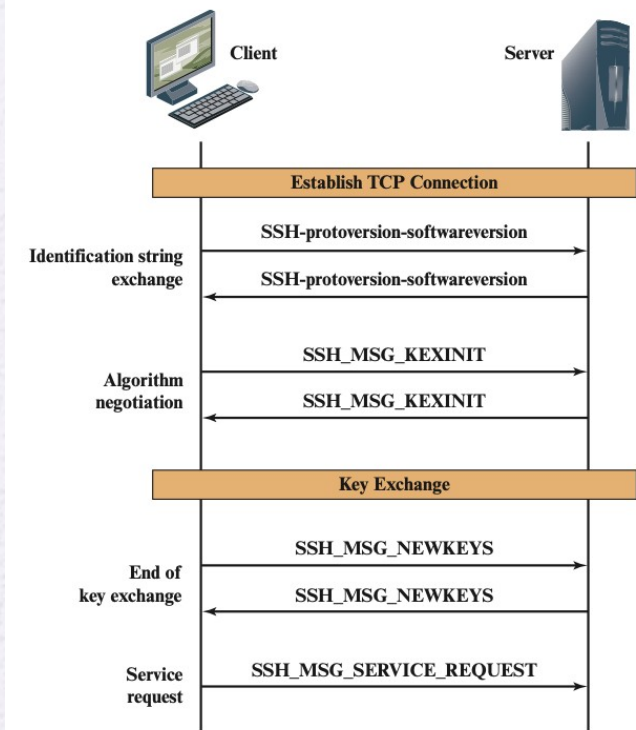 Client
Server
Establish TCP Connection
SSH-protoversion-softwareversion
Identification string
exchange
SSH-protoversion-softwareversion
SSH_MSG_KEXINIT
Algorithm
negotiation
SSH_MSG_KEXINIT
Key Exchange
SSH_MSG_NEWKEYS
End of
key exchange
SSH_MSG_NEWKEYS
SSH_MSG_SERVICE_REQUEST
Service
request